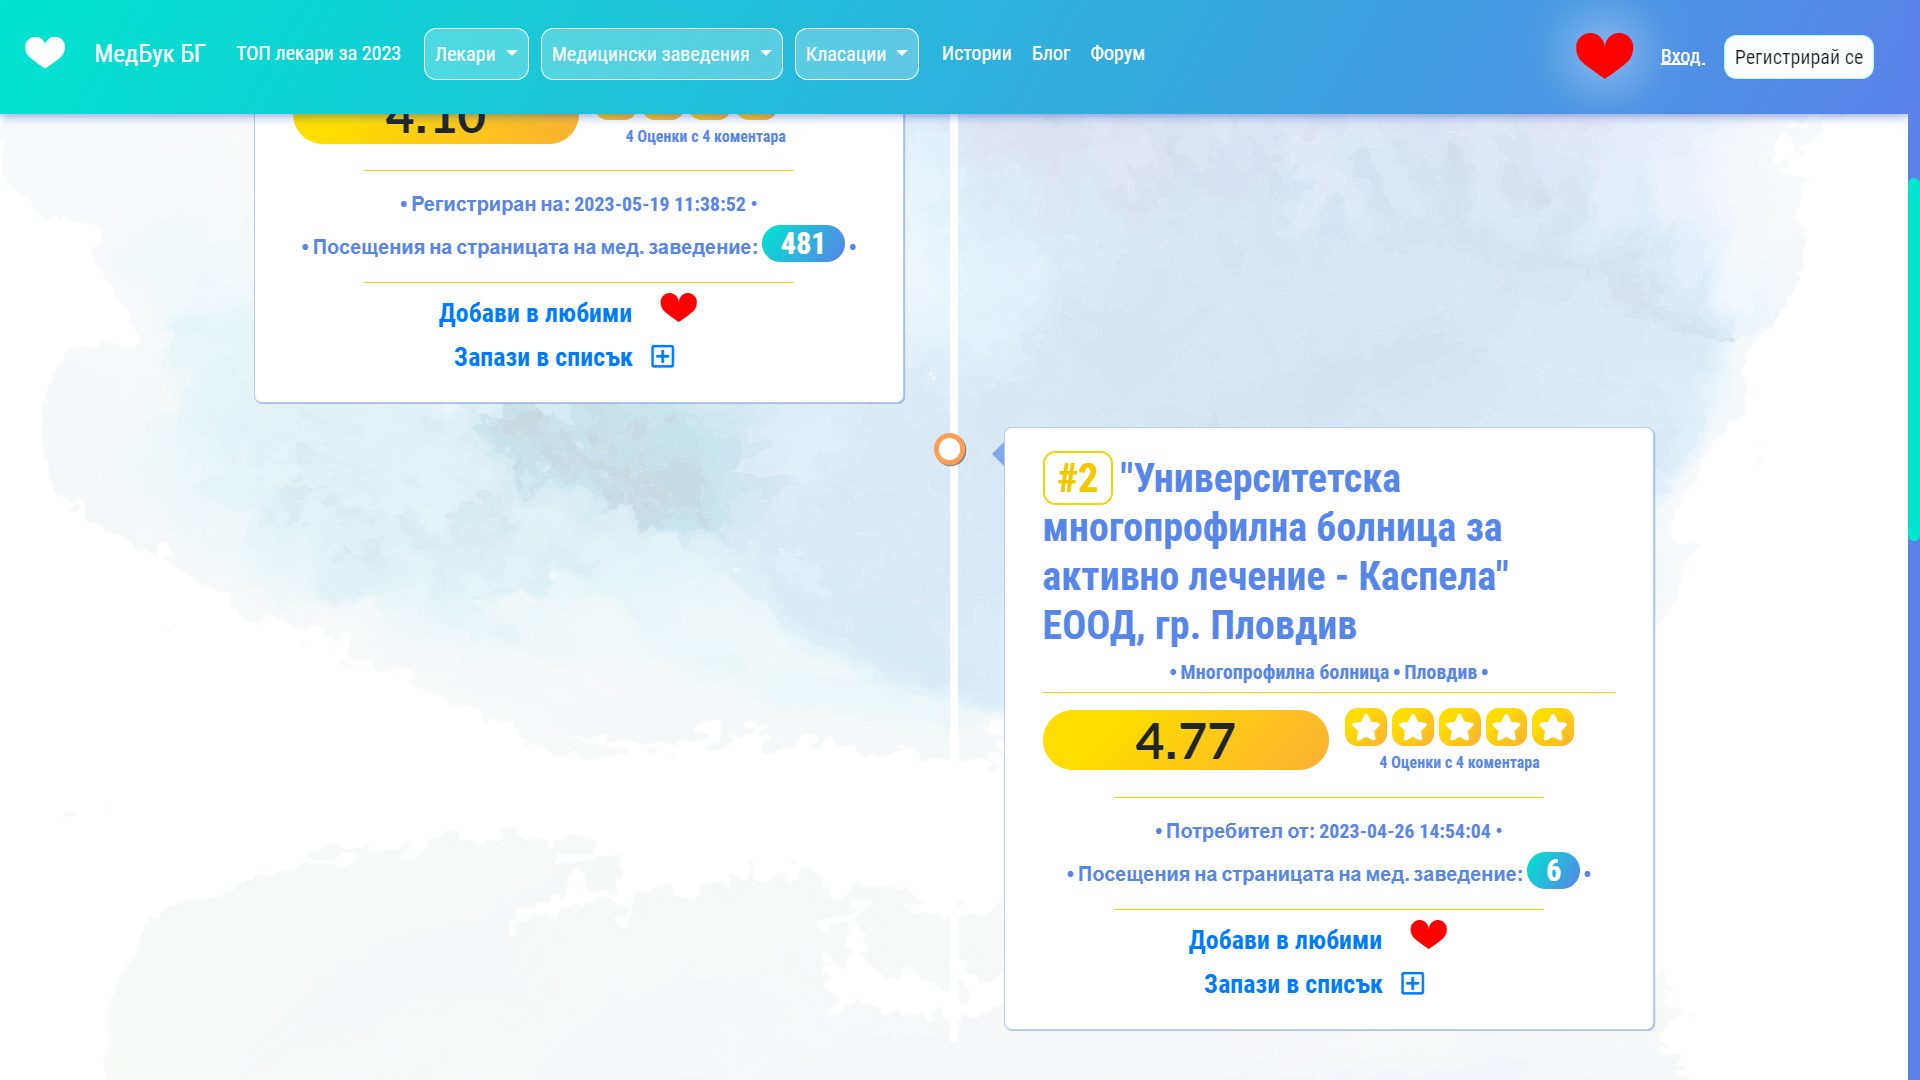 МедБук БГ
ТОП лекари за 2023
Лекари
Медицински заведения
Класации
Истории
Блог
Форум
Вход
Регистрирай се
4.10
4 Оценки с 4 коментара
• Регистриран на: 2023-05-19 11:38:52 •
• Посещения на страницата на мед. заведение: 481 •
Добави в любими
Запази в списък
#2 "Университетска
многопрофилна болница за
активно лечение - Каспела"
ЕООД, гр. Пловдив
• Многопрофилна болница • Пловдив •
4.77
4 Оценки с 4 коментара
• Потребител от: 2023-04-26 14:54:04 •
• Посещения на страницата на мед. заведение: 6 •
Добави в любими
Запази в списък